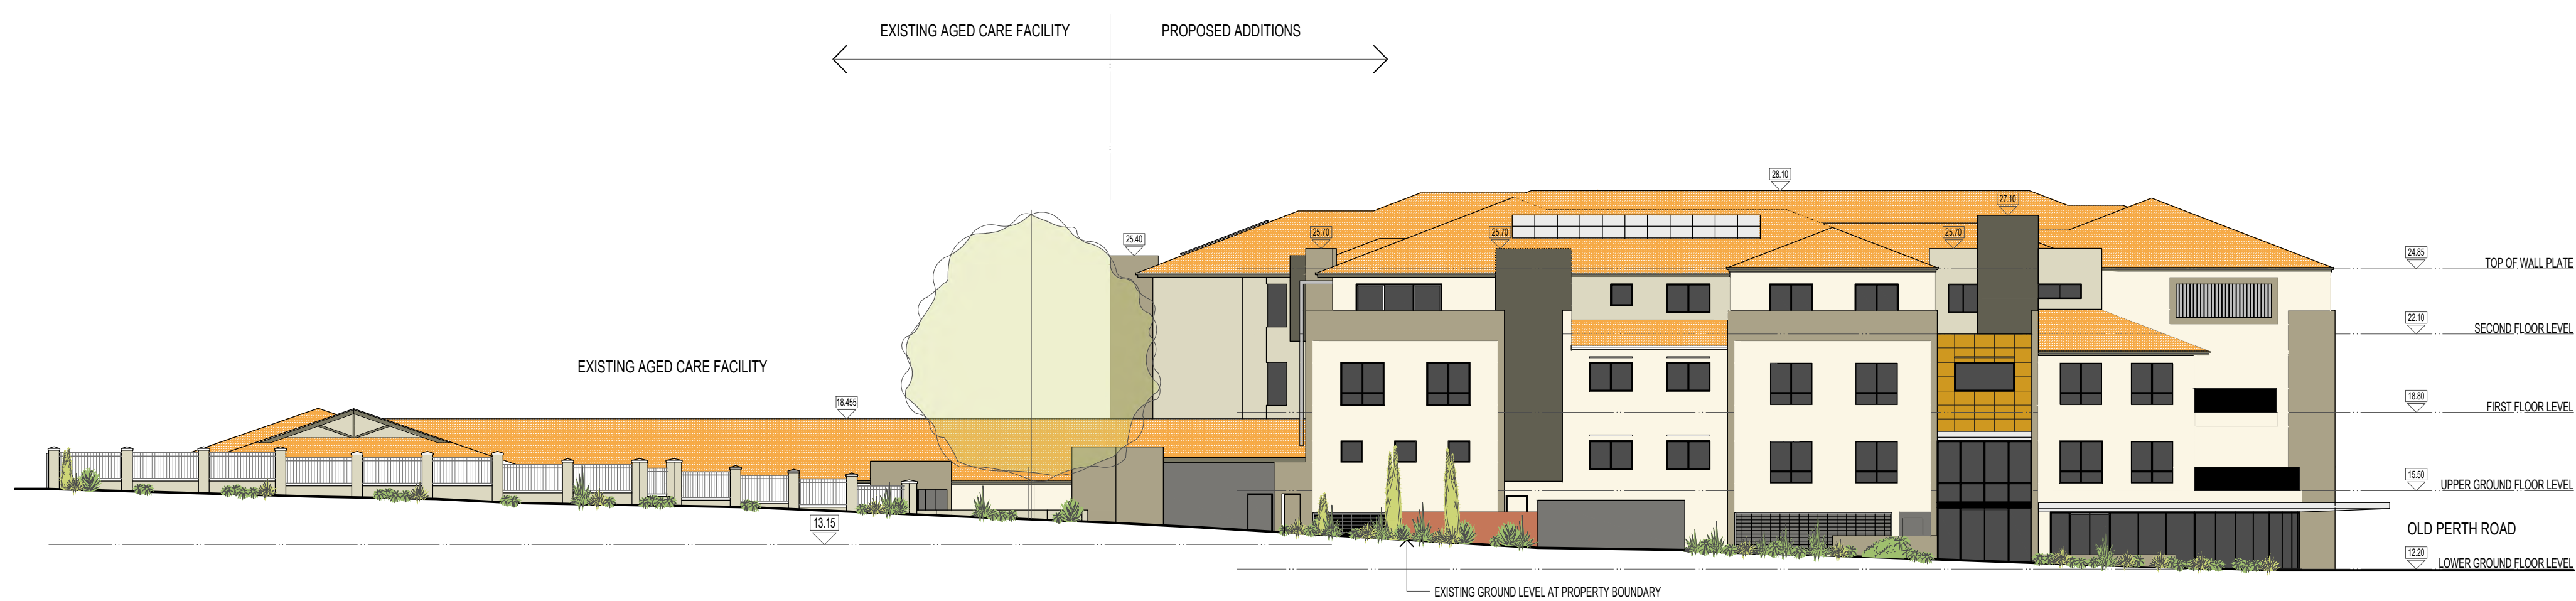 EXISTING AGED CARE FACILITY
PROPOSED ADDITIONS
28.10
27.10
25.40
25.70
25.70
25.70
24.85
TOP OF WALL PLATE
22.10
SECOND FLOOR LEVEL
EXISTING AGED CARE FACILITY
18.455
18.80
FIRST FLOOR LEVEL
15.50
UPPER GROUND FLOOR LEVEL
13.15
OLD PERTH ROAD
12.20
LOWER GROUND FLOOR LEVEL
EXISTING GROUND LEVEL AT PROPERTY BOUNDARY